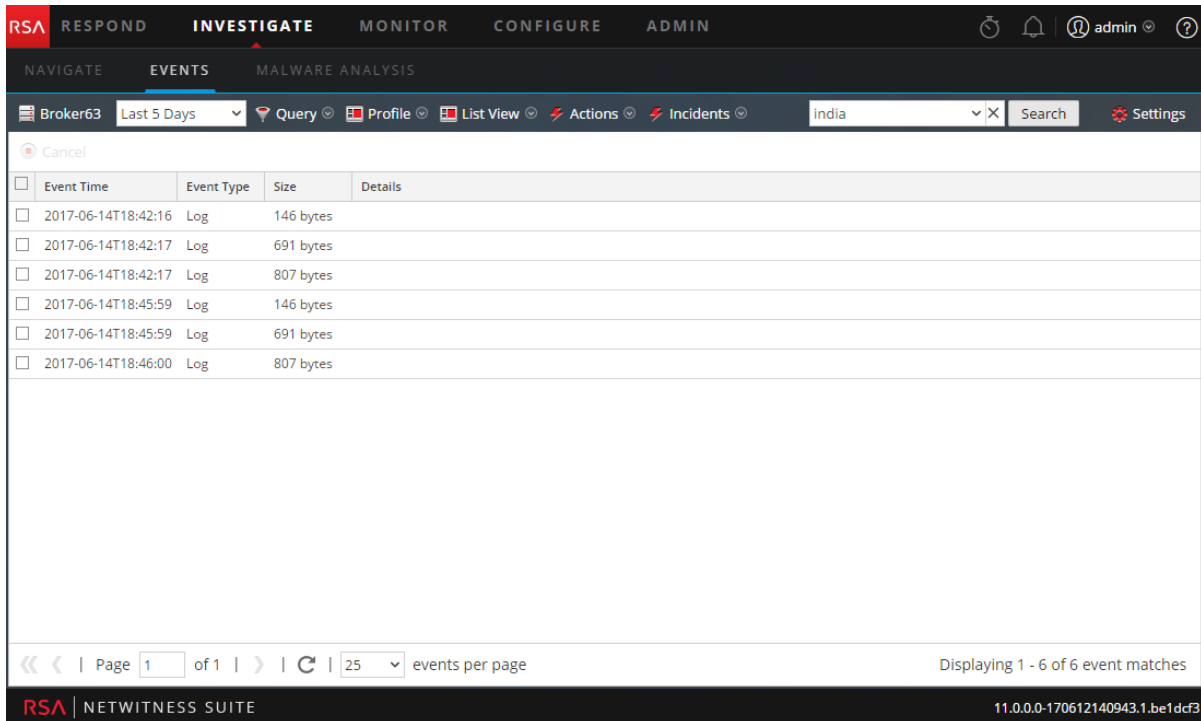 RSA RESPOND INVESTIGATE MONITOR CONFIGURE ADMIN admin ?
NAVIGATE EVENTS MALWARE ANALYSIS
Broker63 Last 5 Days Query Profile List View Actions Incidents india Search Settings
Cancel
Event Time Event Type Size Details
2017-06-14T18:42:16 Log 146 bytes
2017-06-14T18:42:17 Log 691 bytes
2017-06-14T18:42:17 Log 807 bytes
2017-06-14T18:45:59 Log 146 bytes
2017-06-14T18:45:59 Log 691 bytes
2017-06-14T18:46:00 Log 807 bytes
| Page 1 of 1 | | | 25 events per page Displaying 1 - 6 of 6 event matches
RSA | NETWITNESS SUITE 11.0.0.0-170612140943.1.be1dcf3